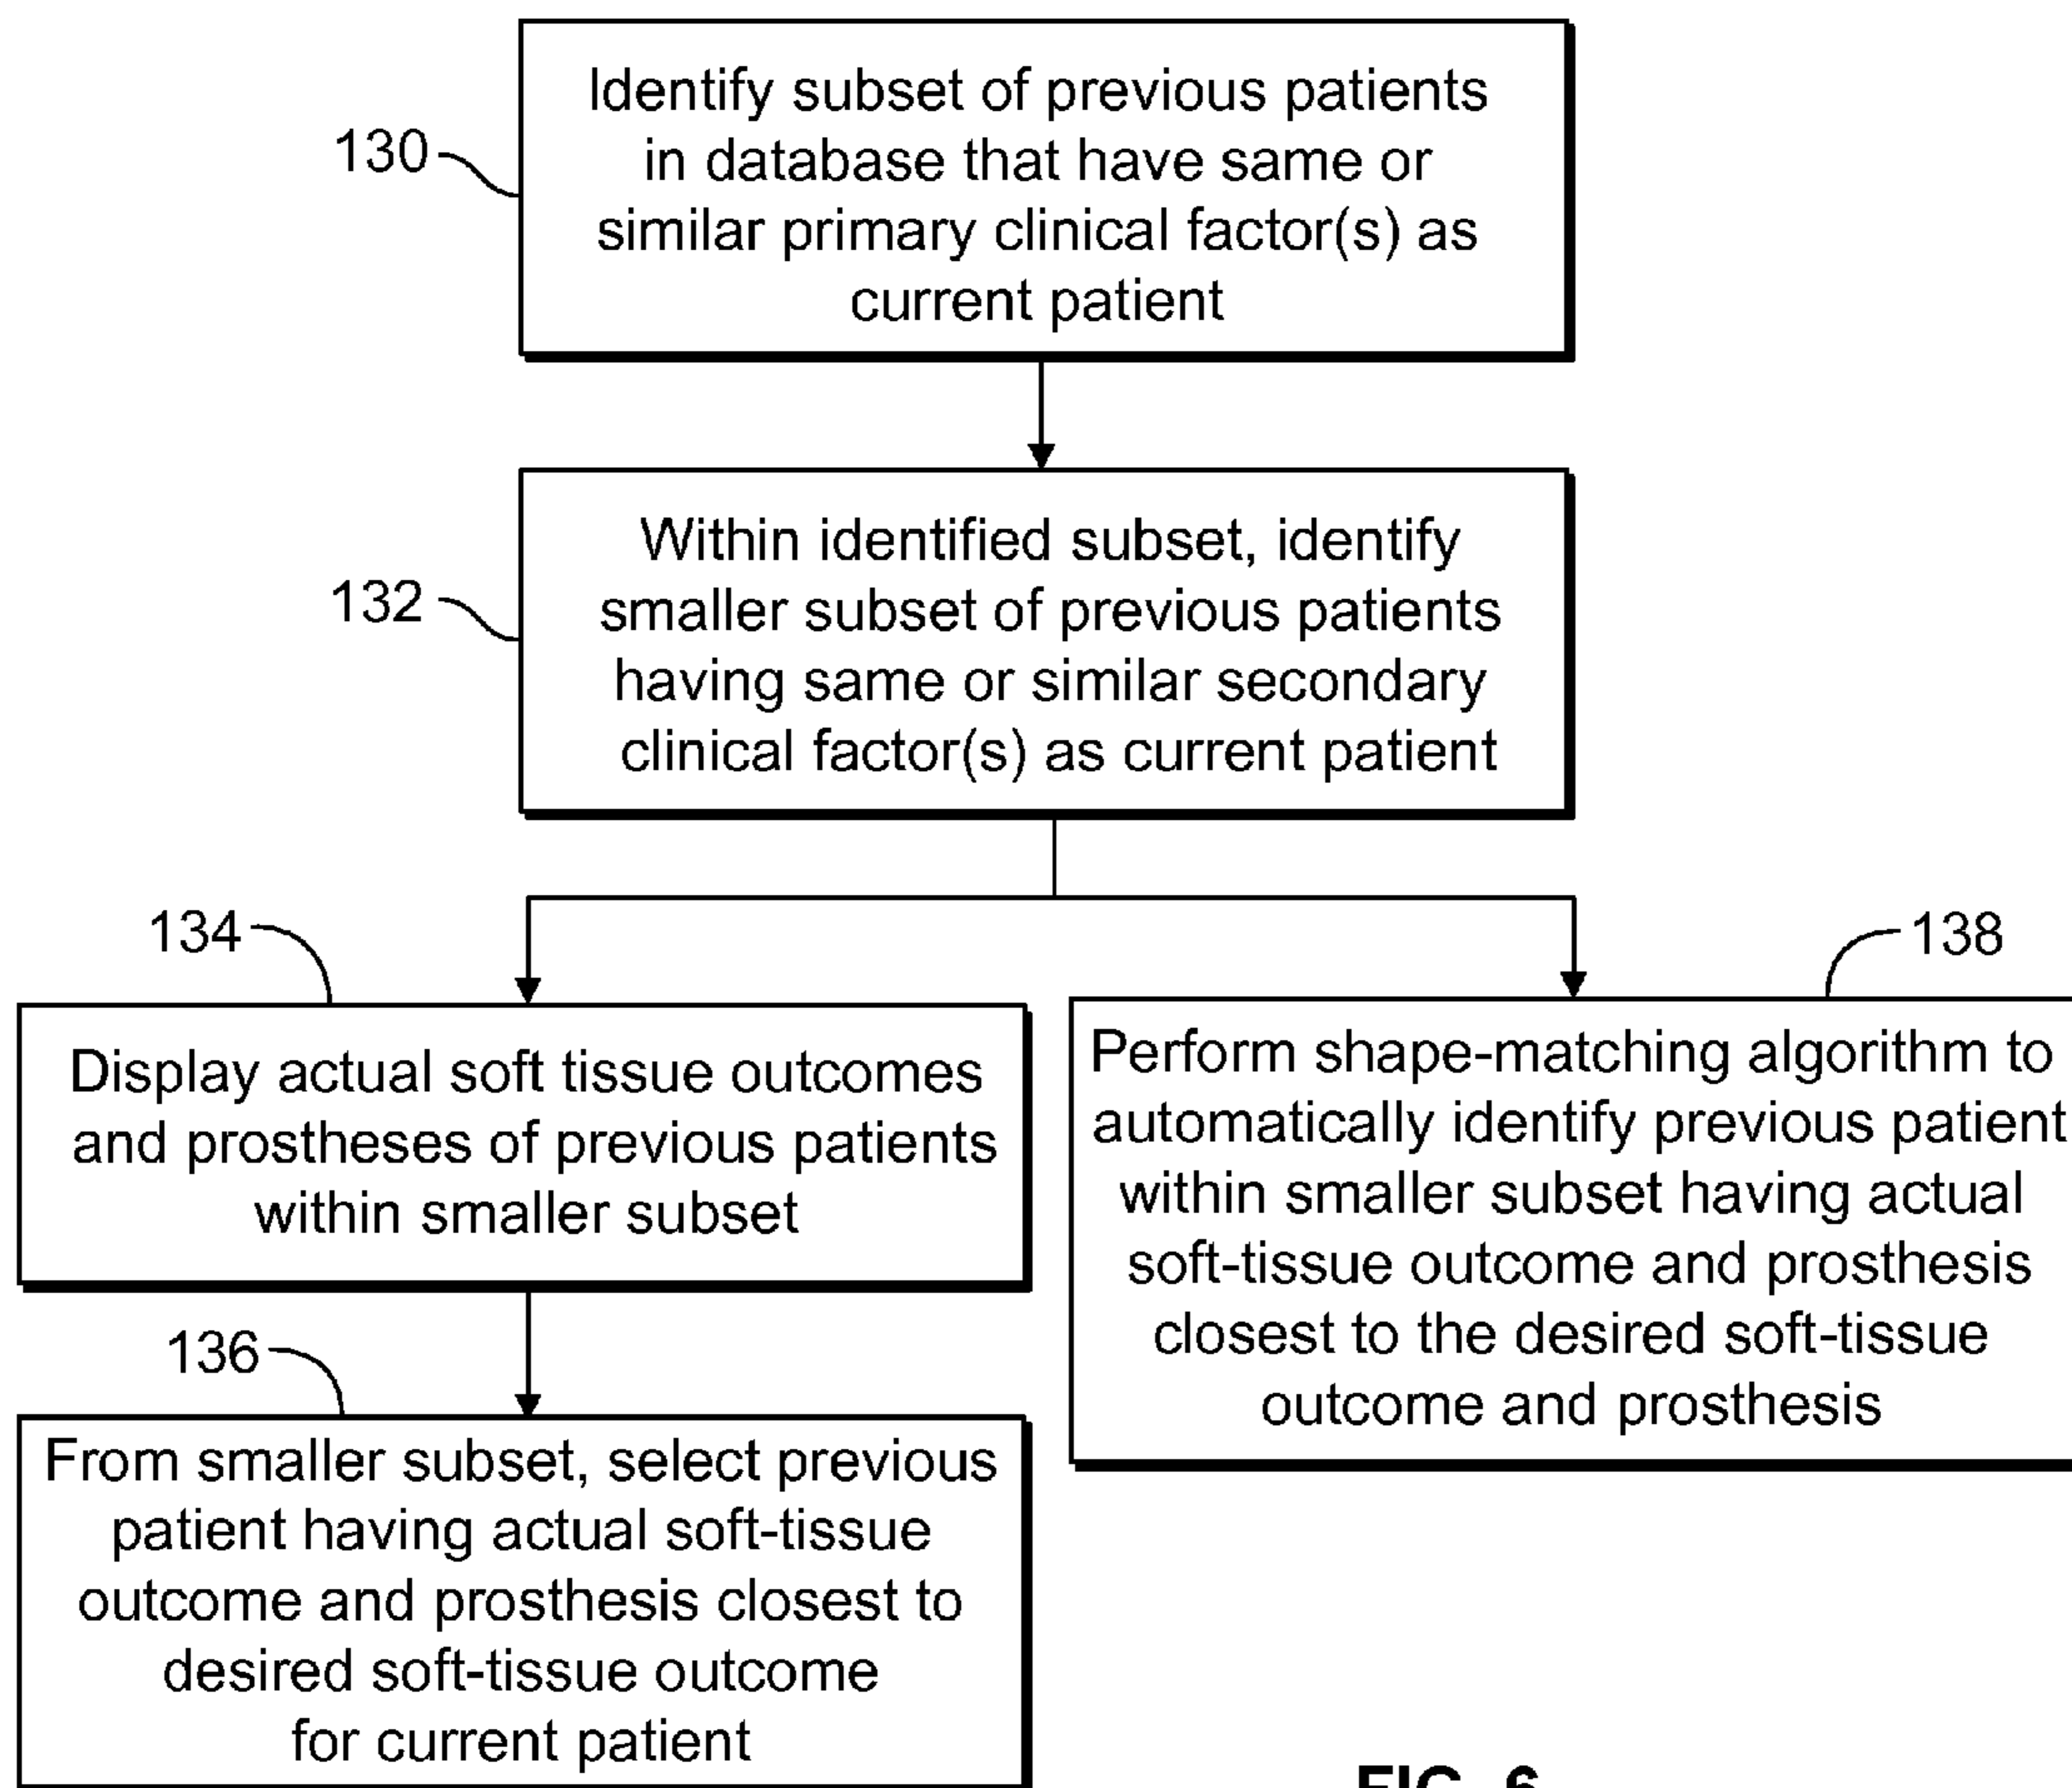 130
Identify subset of previous patients
in database that have same or
similar primary clinical factor(s) as
current patient
132
Within identified subset, identify
smaller subset of previous patients
having same or similar secondary
clinical factor(s) as current patient
134
Display actual soft tissue outcomes
and prostheses of previous patients
within smaller subset
136
From smaller subset, select previous
patient having actual soft-tissue
outcome and prosthesis closest to
desired soft-tissue outcome
for current patient
138
Perform shape-matching algorithm to
automatically identify previous patient
within smaller subset having actual
soft-tissue outcome and prosthesis
closest to the desired soft-tissue
outcome and prosthesis
FIG. 6